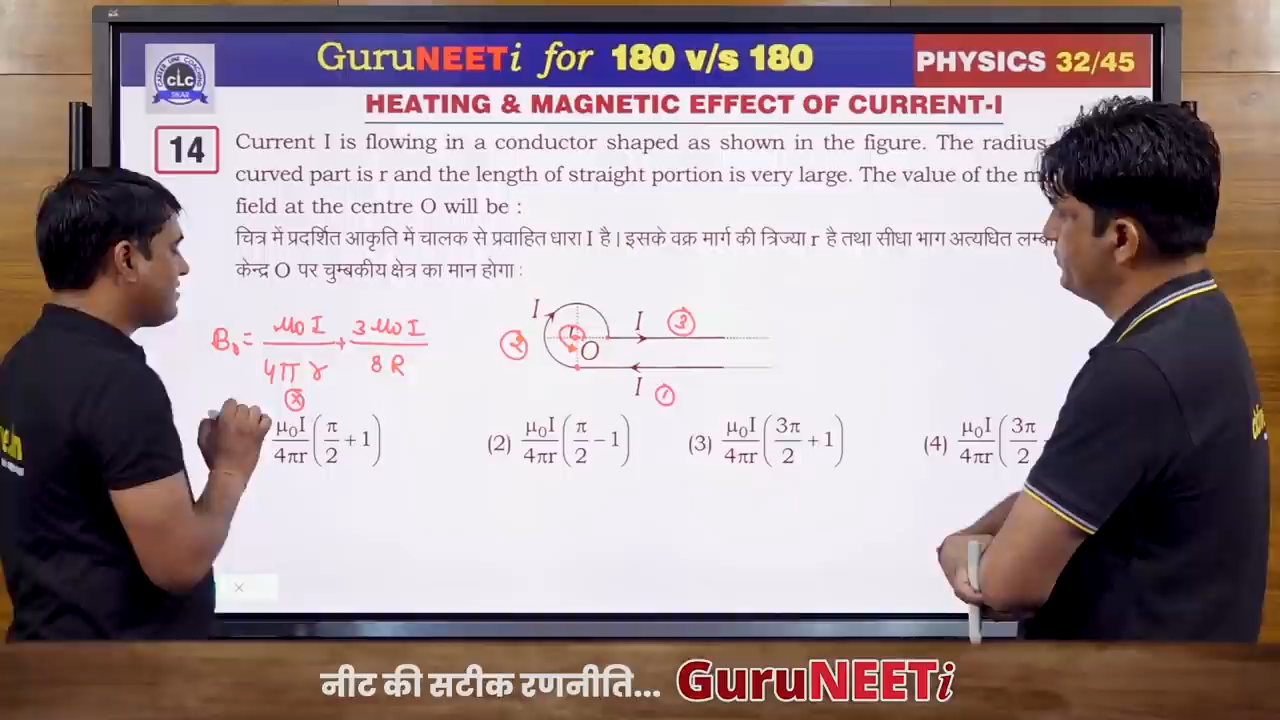 GuruNEETi for 180 v/s 180
PHYSICS 32/45
CLC
SIKAR
HEATING & MAGNETIC EFFECT OF CURRENT-I
14
Current I is flowing in a conductor shaped as shown in the figure. The radius
curved part is r and the length of straight portion is very large. The value of the
field at the centre O will be :
चित्र में प्रदर्शित आकृति में चालक से प्रवाहित धारा I है। इसके वक्र मार्ग की त्रिज्या r है तथा सीधा भाग अत्यधित
केन्द्र O पर चुम्बकीय क्षेत्र का मान होगा :
I
I ③
r
②
O
I ①
B₀ = μ₀I/4πr + 3μ₀I/8R
⊗
μ₀I/4πr (π/2 + 1)
(2) μ₀I/4πr (π/2 − 1)
(3) μ₀I/4πr (3π/2 + 1)
(4) μ₀I/4πr (3π/2
×
नीट की सटीक रणनीति... GuruNEETi